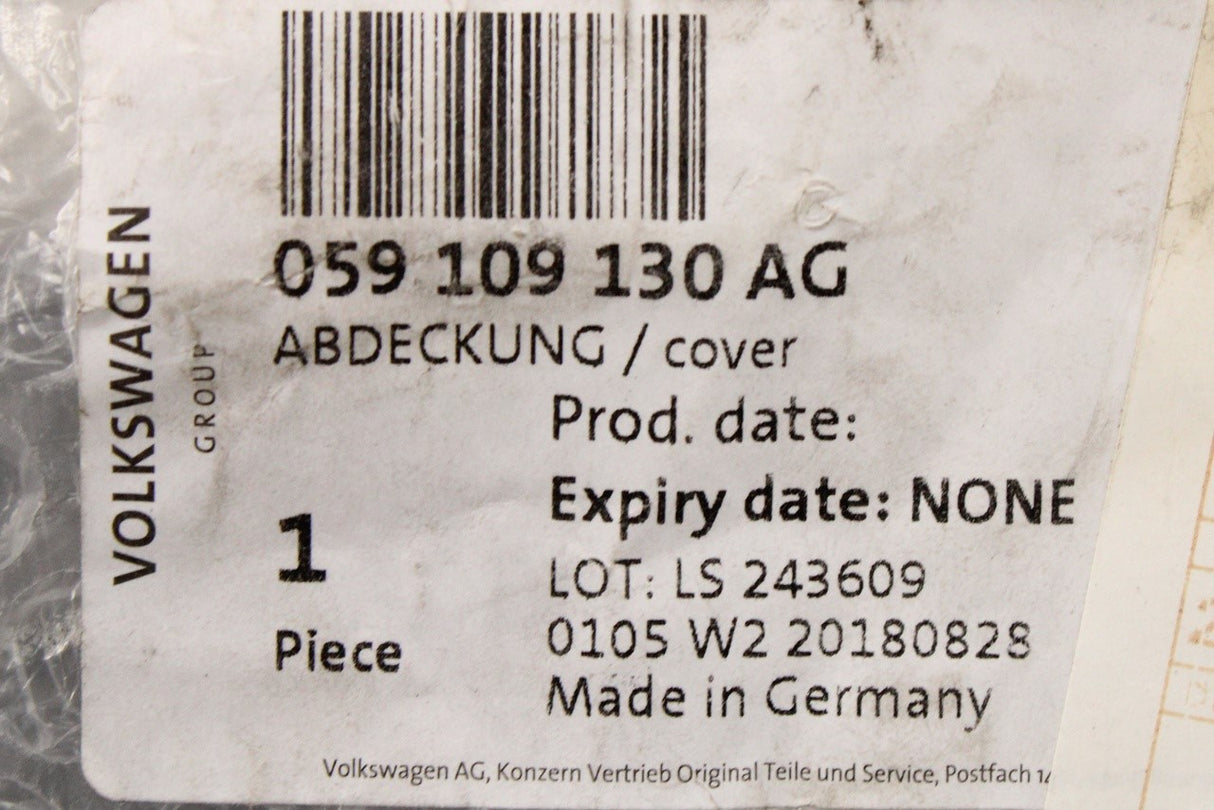 VOLKSWAGEN
GROUP
059 109 130 AG
ABDECKUNG / cover
Prod. date:
Expiry date: NONE
1
Piece
LOT: LS 243609
0105 W2 20180828
Made in Germany
Volkswagen AG, Konzern Vertrieb Original Teile und Service, Postfach